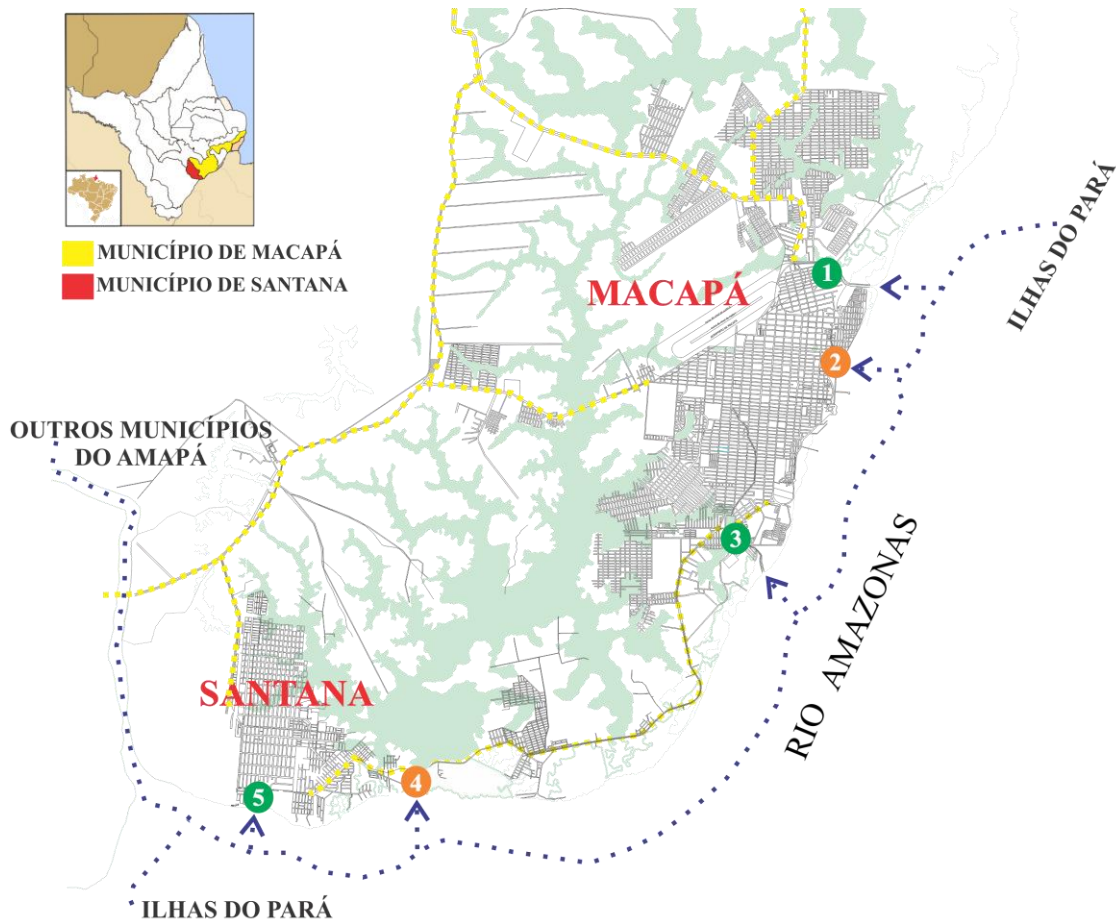 MUNICÍPIO DE MACAPÁ
MUNICÍPIO DE SANTANA
ILHAS DO PARÁ
1
MACAPÁ
2
OUTROS MUNICÍPIOS
DO AMAPÁ
3
RIO AMAZONAS
SANTANA
4
5
ILHAS DO PARÁ